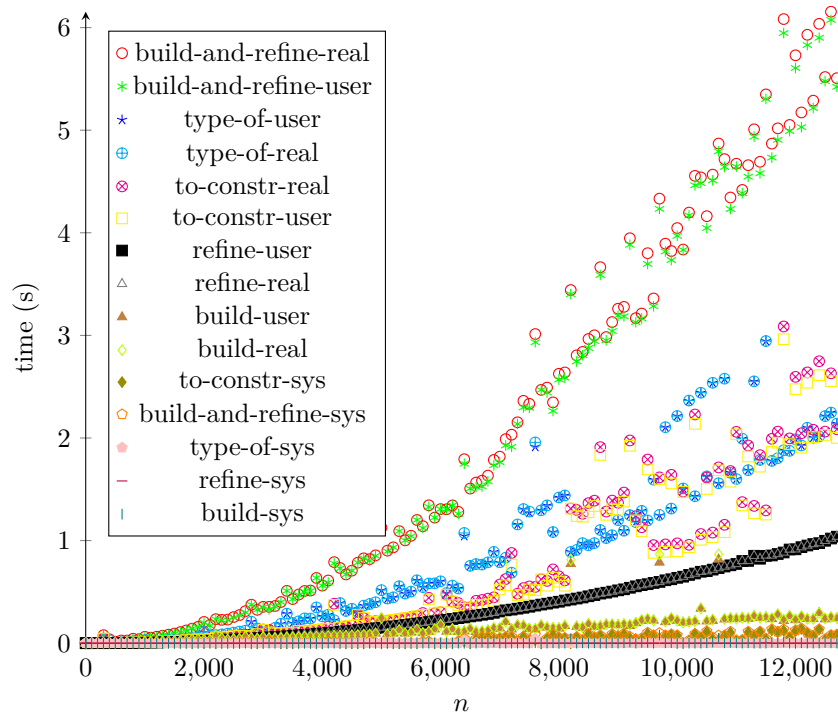 6
build-and-refine-real
build-and-refine-user
5
type-of-user
type-of-real
to-constr-real
to-constr-user
4
refine-user
refine-real
time (s)
build-user
3
build-real
to-constr-sys
build-and-refine-sys
2
type-of-sys
refine-sys
build-sys
1
0
0 2,000 4,000 6,000 8,000 10,000 12,000
n